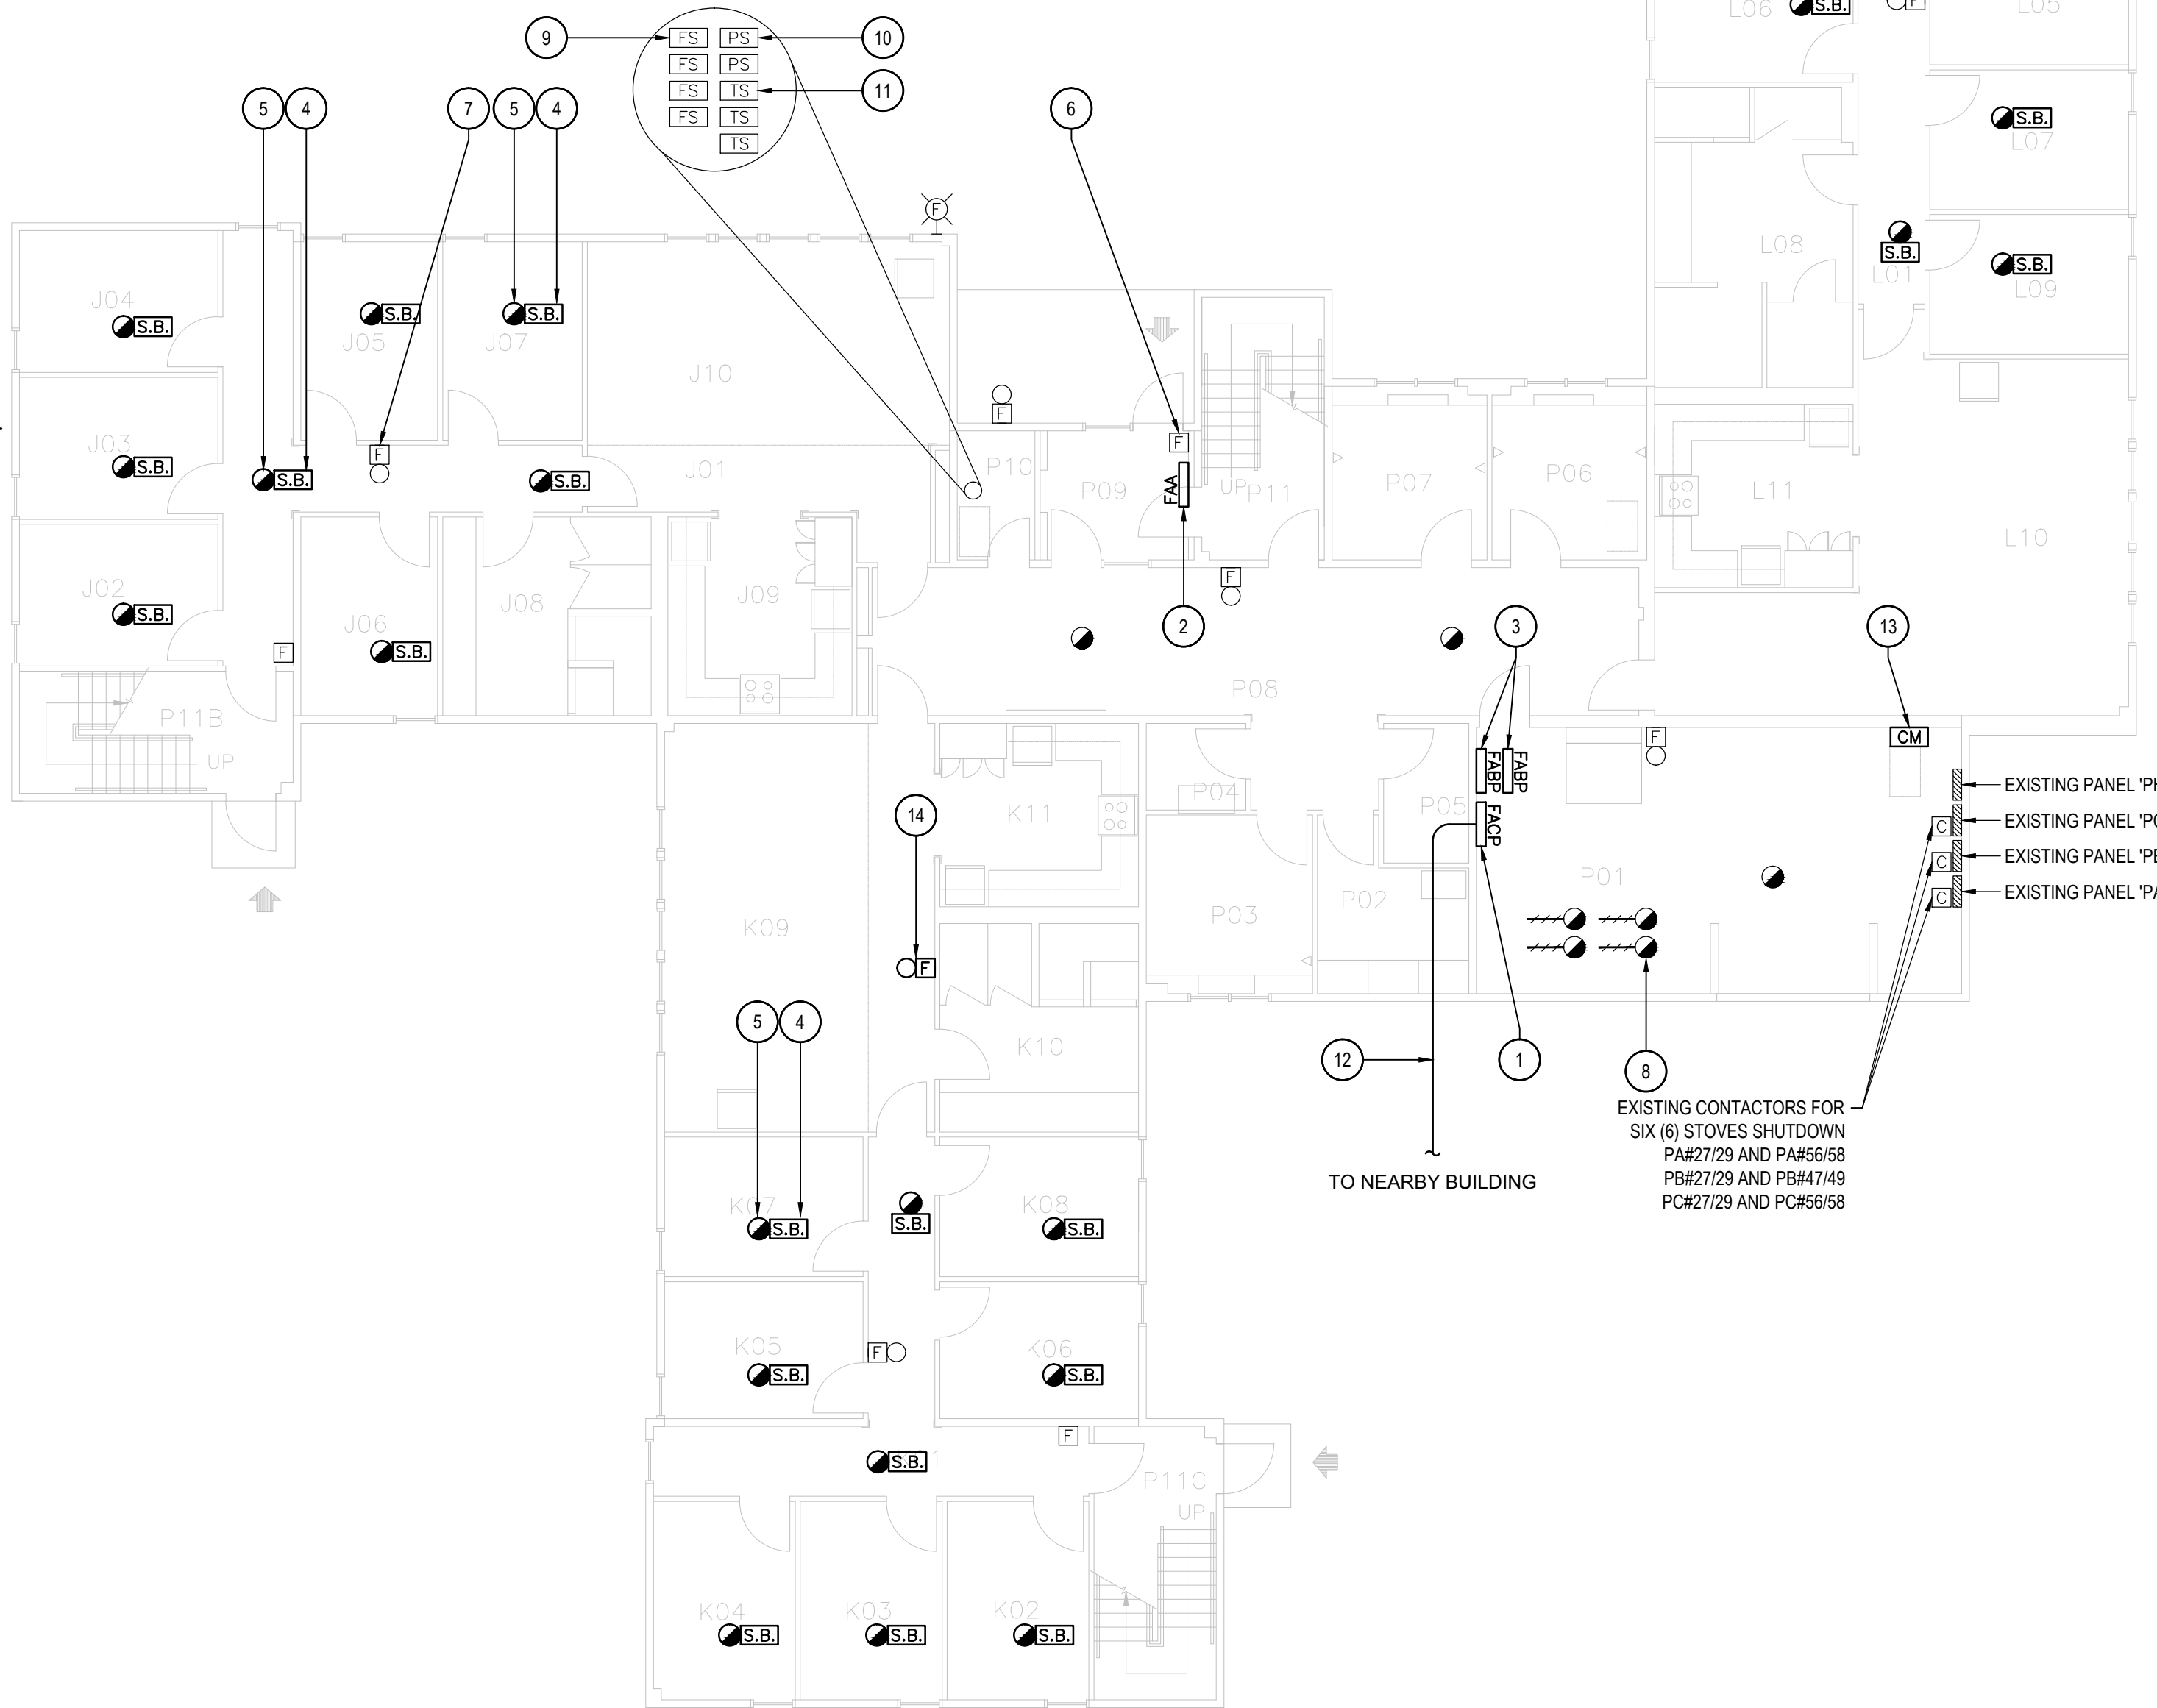 L06
S.B.
F
L05
9
FS
PS
10
FS
PS
FS
TS
11
FS
TS
TS
5
4
7
5
4
6
S.B.
L07
F
J04
S.B.
J05
S.B.
J07
S.B.
J10
L08
S.B.
L01
S.B.
L09
F
J03
S.B.
S.B.
F
S.B.
J01
P10
P09
F
FAA
UP
P11
P07
P06
L11
L10
J02
S.B.
J06
S.B.
J08
J09
F
F
2
3
13
P11B
UP
P08
F
CM
K11
P04
P05
FABP
FABP
FACP
EXISTING PANEL 'PH
EXISTING PANEL 'PC
EXISTING PANEL 'PB
EXISTING PANEL 'PA
C
C
C
14
K09
F
P03
P02
P01
5
4
K10
12
1
8
EXISTING CONTACTORS FOR
SIX (6) STOVES SHUTDOWN
PA#27/29 AND PA#56/58
PB#27/29 AND PB#47/49
PC#27/29 AND PC#56/58
TO NEARBY BUILDING
K07
S.B.
S.B.
K08
S.B.
K05
S.B.
F
K06
S.B.
F
S.B.
1
P11C
UP
K04
S.B.
K03
S.B.
K02
S.B.